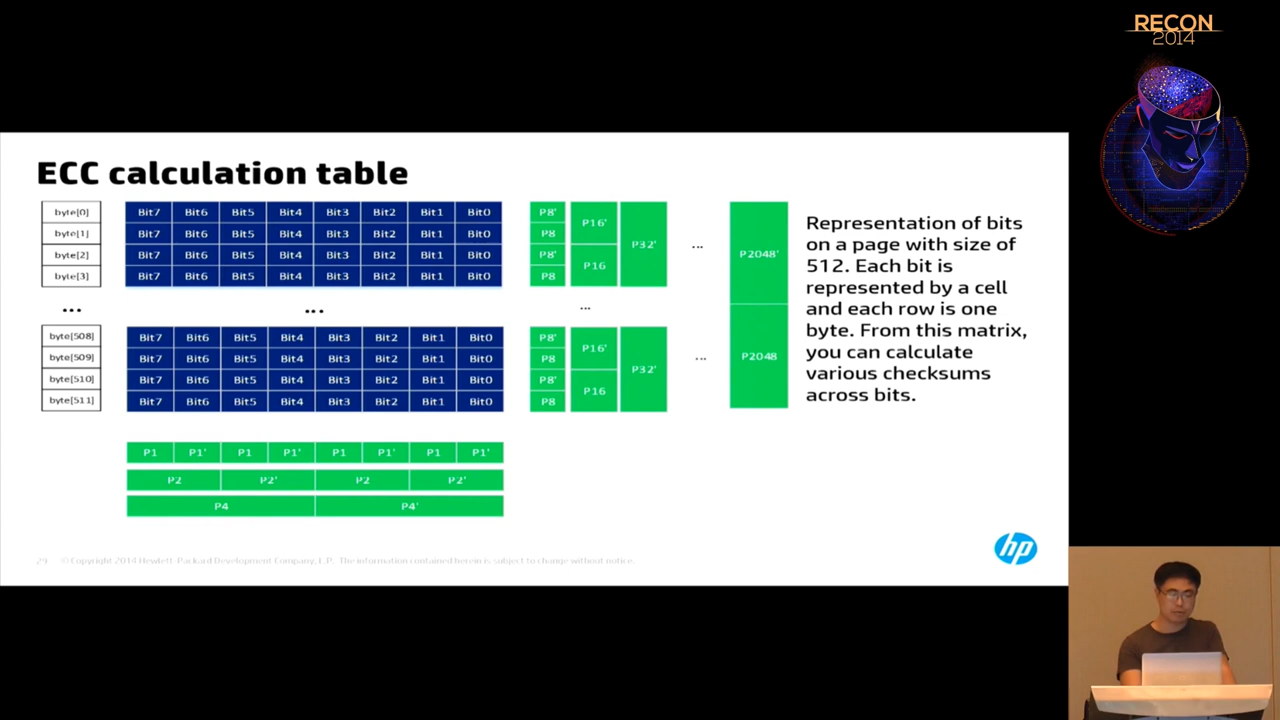 RECON
2014
ECC calculation table
byte[0] Bit7 Bit6 Bit5 Bit4 Bit3 Bit2 Bit1 Bit0 P8' P16' P32' ... P2048'
byte[1] Bit7 Bit6 Bit5 Bit4 Bit3 Bit2 Bit1 Bit0 P8
byte[2] Bit7 Bit6 Bit5 Bit4 Bit3 Bit2 Bit1 Bit0 P8' P16
byte[3] Bit7 Bit6 Bit5 Bit4 Bit3 Bit2 Bit1 Bit0 P8
... ... ...
byte[508] Bit7 Bit6 Bit5 Bit4 Bit3 Bit2 Bit1 Bit0 P8' P16' P32' ... P2048
byte[509] Bit7 Bit6 Bit5 Bit4 Bit3 Bit2 Bit1 Bit0 P8
byte[510] Bit7 Bit6 Bit5 Bit4 Bit3 Bit2 Bit1 Bit0 P8' P16
byte[511] Bit7 Bit6 Bit5 Bit4 Bit3 Bit2 Bit1 Bit0 P8
P1 P1' P1 P1' P1 P1' P1 P1'
P2 P2' P2 P2'
P4 P4'
Representation of bits
on a page with size of
512. Each bit is
represented by a cell
and each row is one
byte. From this matrix,
you can calculate
various checksums
across bits.
29 © Copyright 2014 Hewlett-Packard Development Company, L.P. The information contained herein is subject to change without notice.
hp